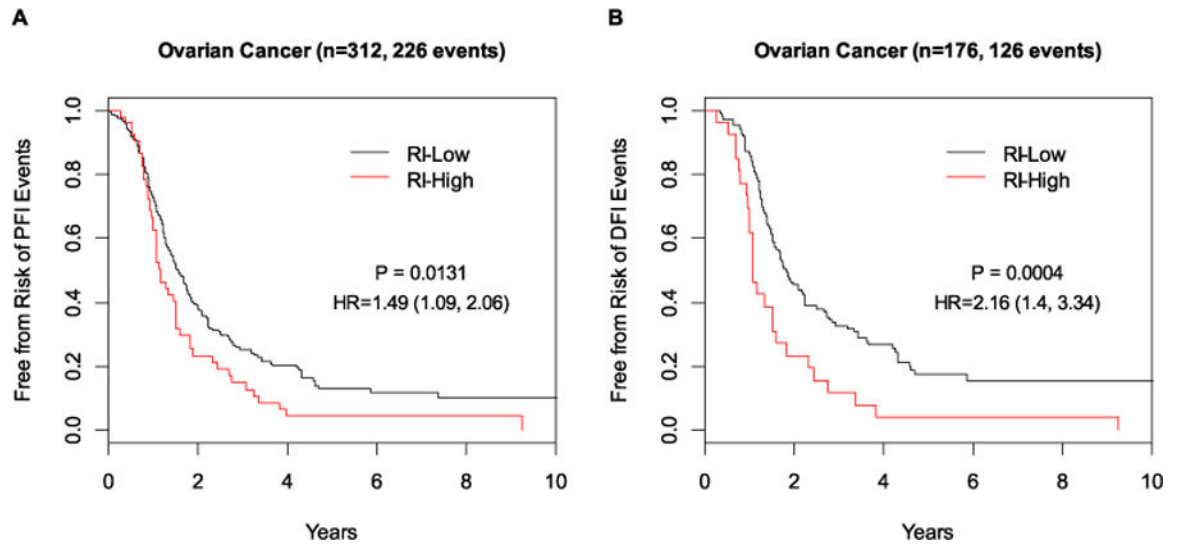 A
Ovarian Cancer (n=312, 226 events)
Free from Risk of PFI Events
1.0
0.8
0.6
0.4
0.2
0.0
RI-Low
RI-High
P = 0.0131
HR=1.49 (1.09, 2.06)
0 2 4 6 8 10
Years
B
Ovarian Cancer (n=176, 126 events)
Free from Risk of DFI Events
1.0
0.8
0.6
0.4
0.2
0.0
RI-Low
RI-High
P = 0.0004
HR=2.16 (1.4, 3.34)
0 2 4 6 8 10
Years